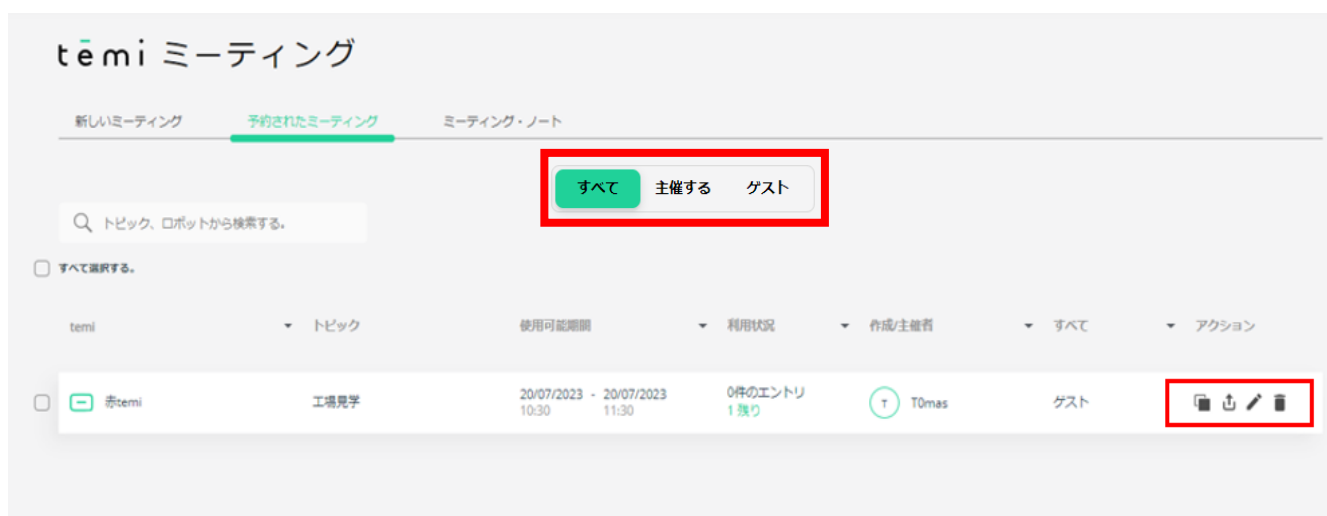 temi ミーティング
新しいミーティング 予約されたミーティング ミーティング・ノート
すべて 主催する ゲスト
トピック、ロボットから検索する。
すべて選択する。
temi トピック 使用可能期間 利用状況 作成/主催者 すべて アクション
赤temi 工場見学 20/07/2023 - 20/07/2023 0件のエントリ T T0mas ゲスト
10:30 11:30 1 残り